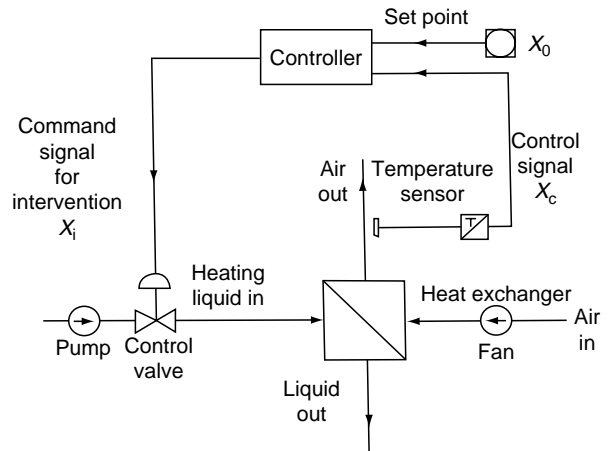 Set point
X₀
Controller
Command
signal
for
intervention
Xᵢ
Air
out
Temperature
sensor
Control
signal
X_c
T
Heating
liquid in
Heat exchanger
Pump
Control
valve
Fan
Air
in
Liquid
out